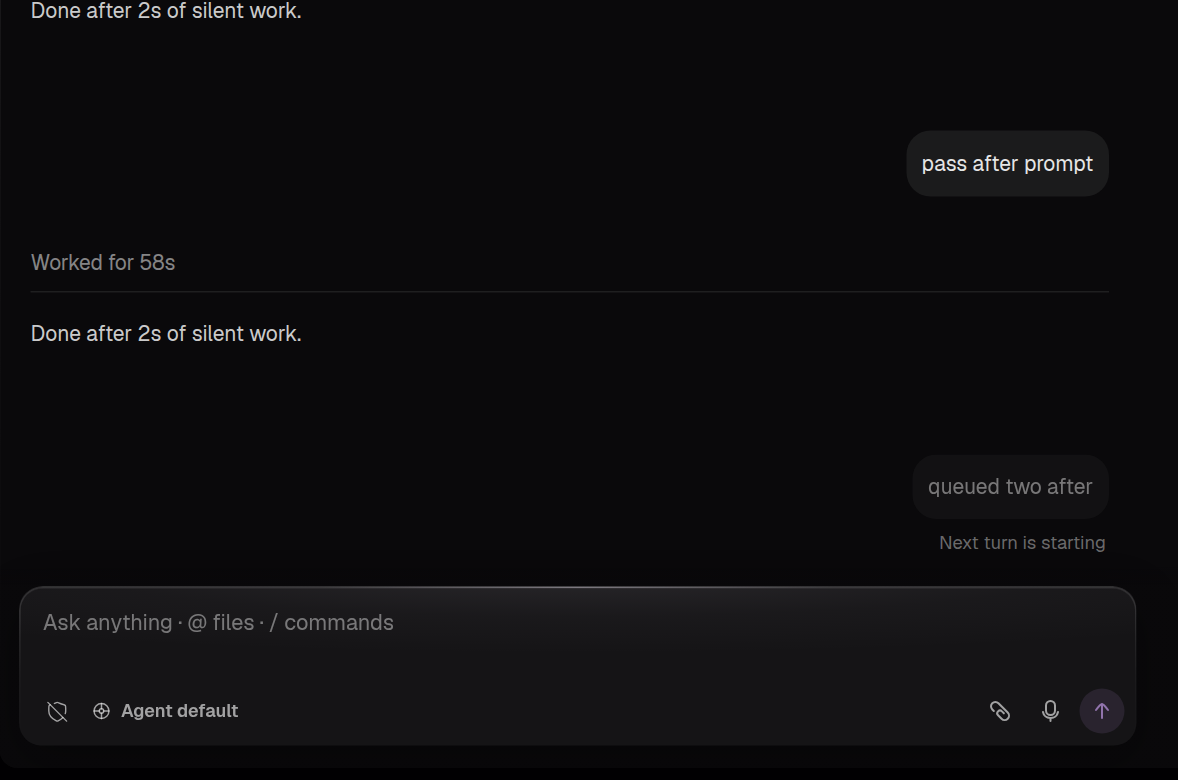 Done after 2s of silent work.
pass after prompt
Worked for 58s
Done after 2s of silent work.
queued two after
Next turn is starting
Ask anything · @ files · / commands
Agent default